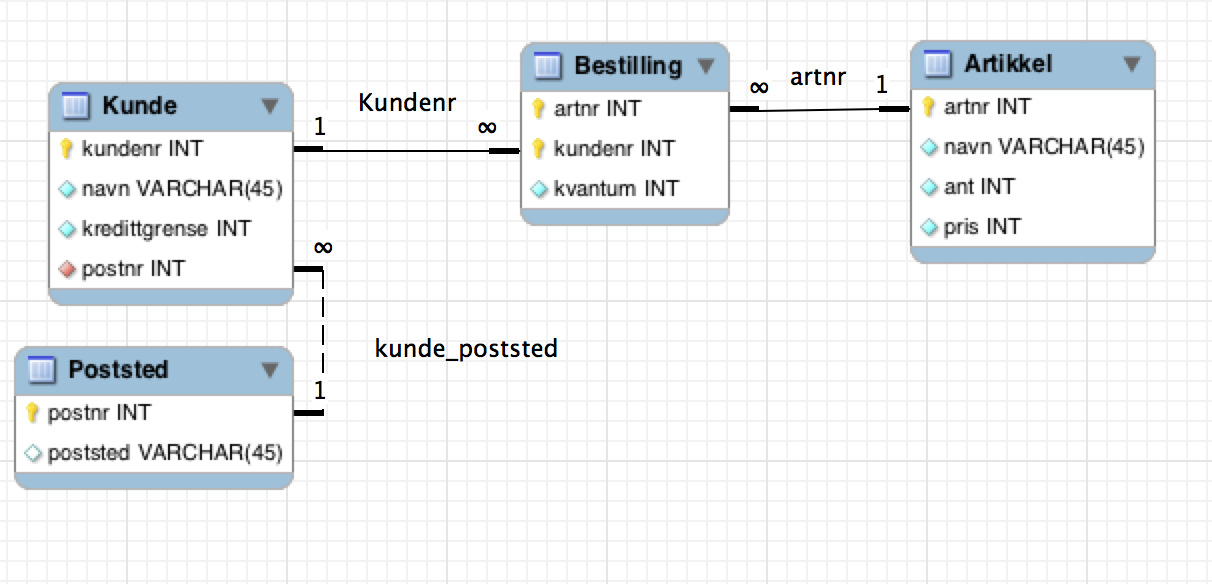 Kunde
kundenr INT
navn VARCHAR(45)
kredittgrense INT
postnr INT
Kundenr
1
∞
Bestilling
artnr INT
kundenr INT
kvantum INT
∞
artnr
1
Artikkel
artnr INT
navn VARCHAR(45)
ant INT
pris INT
∞
kunde_poststed
1
Poststed
postnr INT
poststed VARCHAR(45)